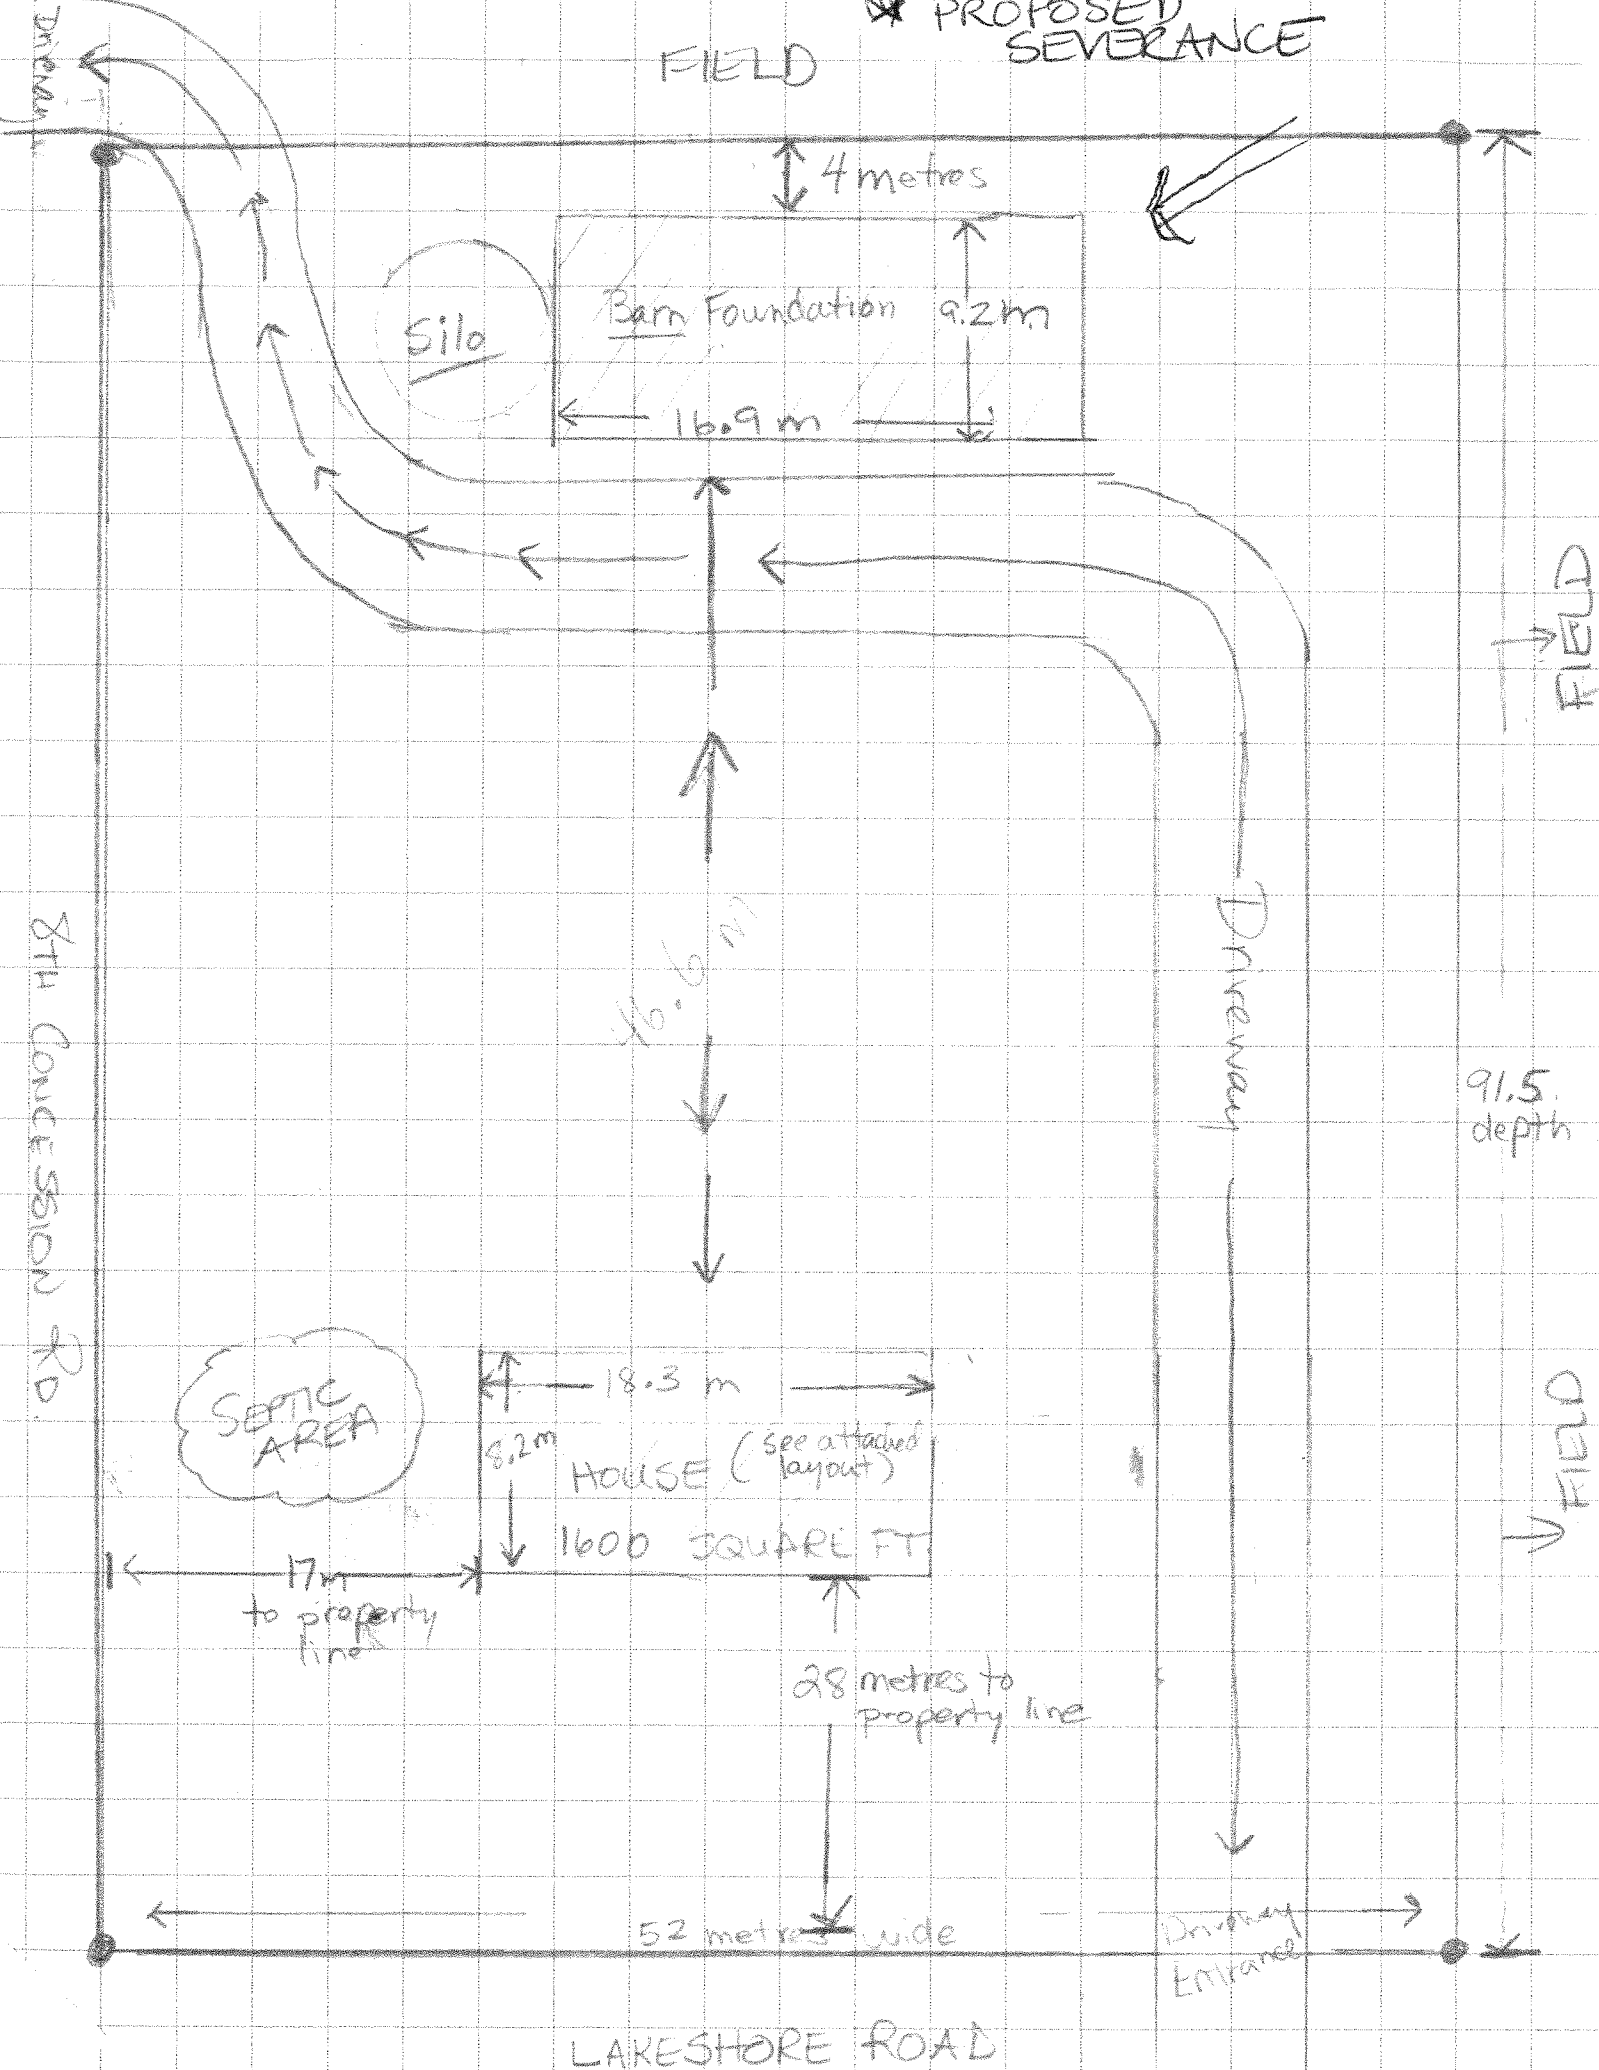 PROPOSED
SEVERANCE
FIELD
Driveway
4 metres
Silo
Barn Foundation
9.2m
16.9 m
FIELD
46.6 m
Driveway
8TH CONCESSION RD.
91.5
depth
SEPTIC
AREA
18.3 m
8.2m
HOUSE (see attached
layout)
1600 SQUARE FT.
FIELD
17m
to property
line
28 metres to
property line
52 metres wide
Driveway
Entrance
LAKESHORE ROAD